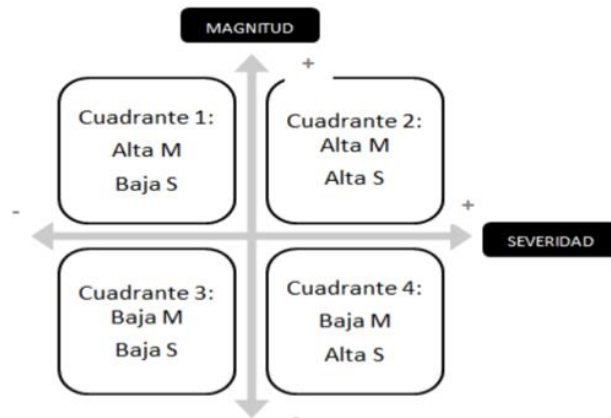 MAGNITUD
+
Cuadrante 1:
Alta M
Baja S
Cuadrante 2:
Alta M
Alta S
-
+
SEVERIDAD
Cuadrante 3:
Baja M
Baja S
Cuadrante 4:
Baja M
Alta S
-